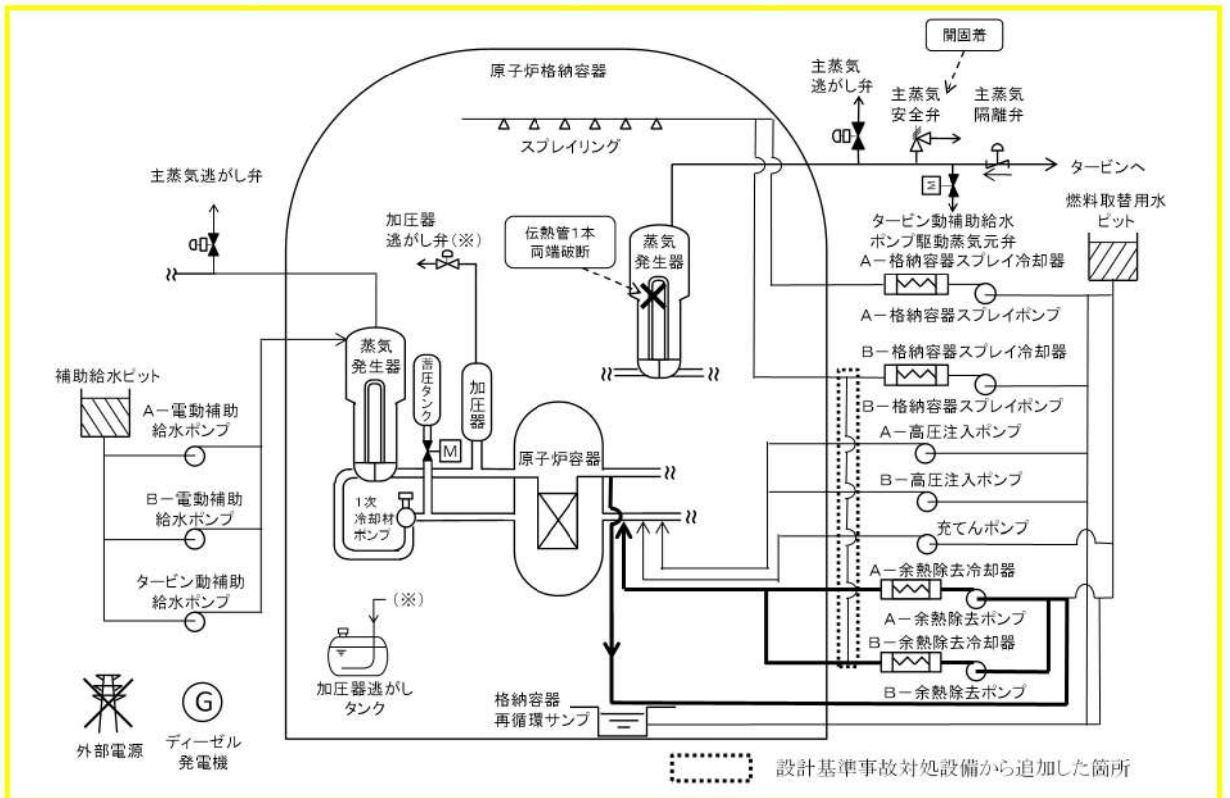 開固着
原子炉格納容器
主蒸気
逃がし弁
主蒸気
安全弁
主蒸気
隔離弁
スプレイリング
タービンへ
主蒸気逃がし弁
加圧器
逃がし弁(※)
伝熱管1本
両端破断
蒸気
発生器
M
タービン動補助給水
ポンプ駆動蒸気元弁
燃料取替用水
ピット
A-格納容器スプレイ冷却器
A-格納容器スプレイポンプ
蒸気
発生器
蓄圧タンク
加圧器
B-格納容器スプレイ冷却器
B-格納容器スプレイポンプ
補助給水ピット
A-電動補助
給水ポンプ
M
原子炉容器
A-高圧注入ポンプ
B-高圧注入ポンプ
B-電動補助
給水ポンプ
1次
冷却材
ポンプ
充てんポンプ
タービン動補助
給水ポンプ
(※)
A-余熱除去冷却器
A-余熱除去ポンプ
B-余熱除去冷却器
B-余熱除去ポンプ
加圧器逃がし
タンク
格納容器
再循環サンプ
外部電源
G
ディーゼル
発電機
設計基準事故対処設備から追加した箇所